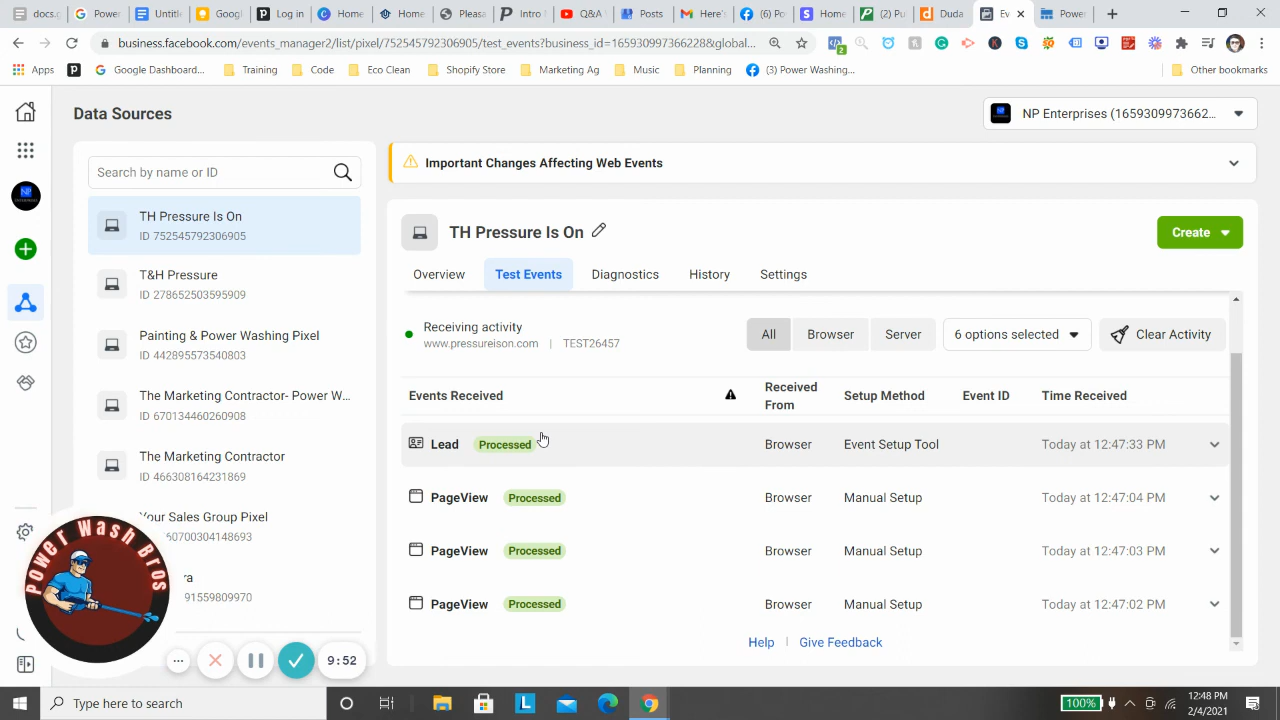 docs.g
Power
Untitle
Googl
Log in
Home
Home
Please
Intro
Q&A
Posts
Here's
(6) Po
Home
(2) Pu
Duda
Ev
Power
business.facebook.com/events_manager2/list/pixel/752545792306905/test_events?business_id=165930997366228&global...
Apps
Google Dashboard...
Training
Code
Eco Clean
Shopify Store
Marketing Ag
Music
Planning
(3) Power Washing...
Other bookmarks
Data Sources
NP Enterprises (1659309973662...
Search by name or ID
Important Changes Affecting Web Events
TH Pressure Is On
ID 752545792306905
T&H Pressure
ID 278652503595909
Painting & Power Washing Pixel
ID 442895573540803
The Marketing Contractor- Power W...
ID 670134460260908
The Marketing Contractor
ID 466308164231869
Your Sales Group Pixel
60700304148693
ra
91559809970
TH Pressure Is On
Create
Overview
Test Events
Diagnostics
History
Settings
Receiving activity
www.pressureison.com | TEST26457
All
Browser
Server
6 options selected
Clear Activity
Events Received
Received From
Setup Method
Event ID
Time Received
Lead Processed Browser Event Setup Tool Today at 12:47:33 PM
PageView Processed Browser Manual Setup Today at 12:47:04 PM
PageView Processed Browser Manual Setup Today at 12:47:03 PM
PageView Processed Browser Manual Setup Today at 12:47:02 PM
Help | Give Feedback
Power Wash Bros
9:52
Type here to search
100%
12:48 PM
2/4/2021